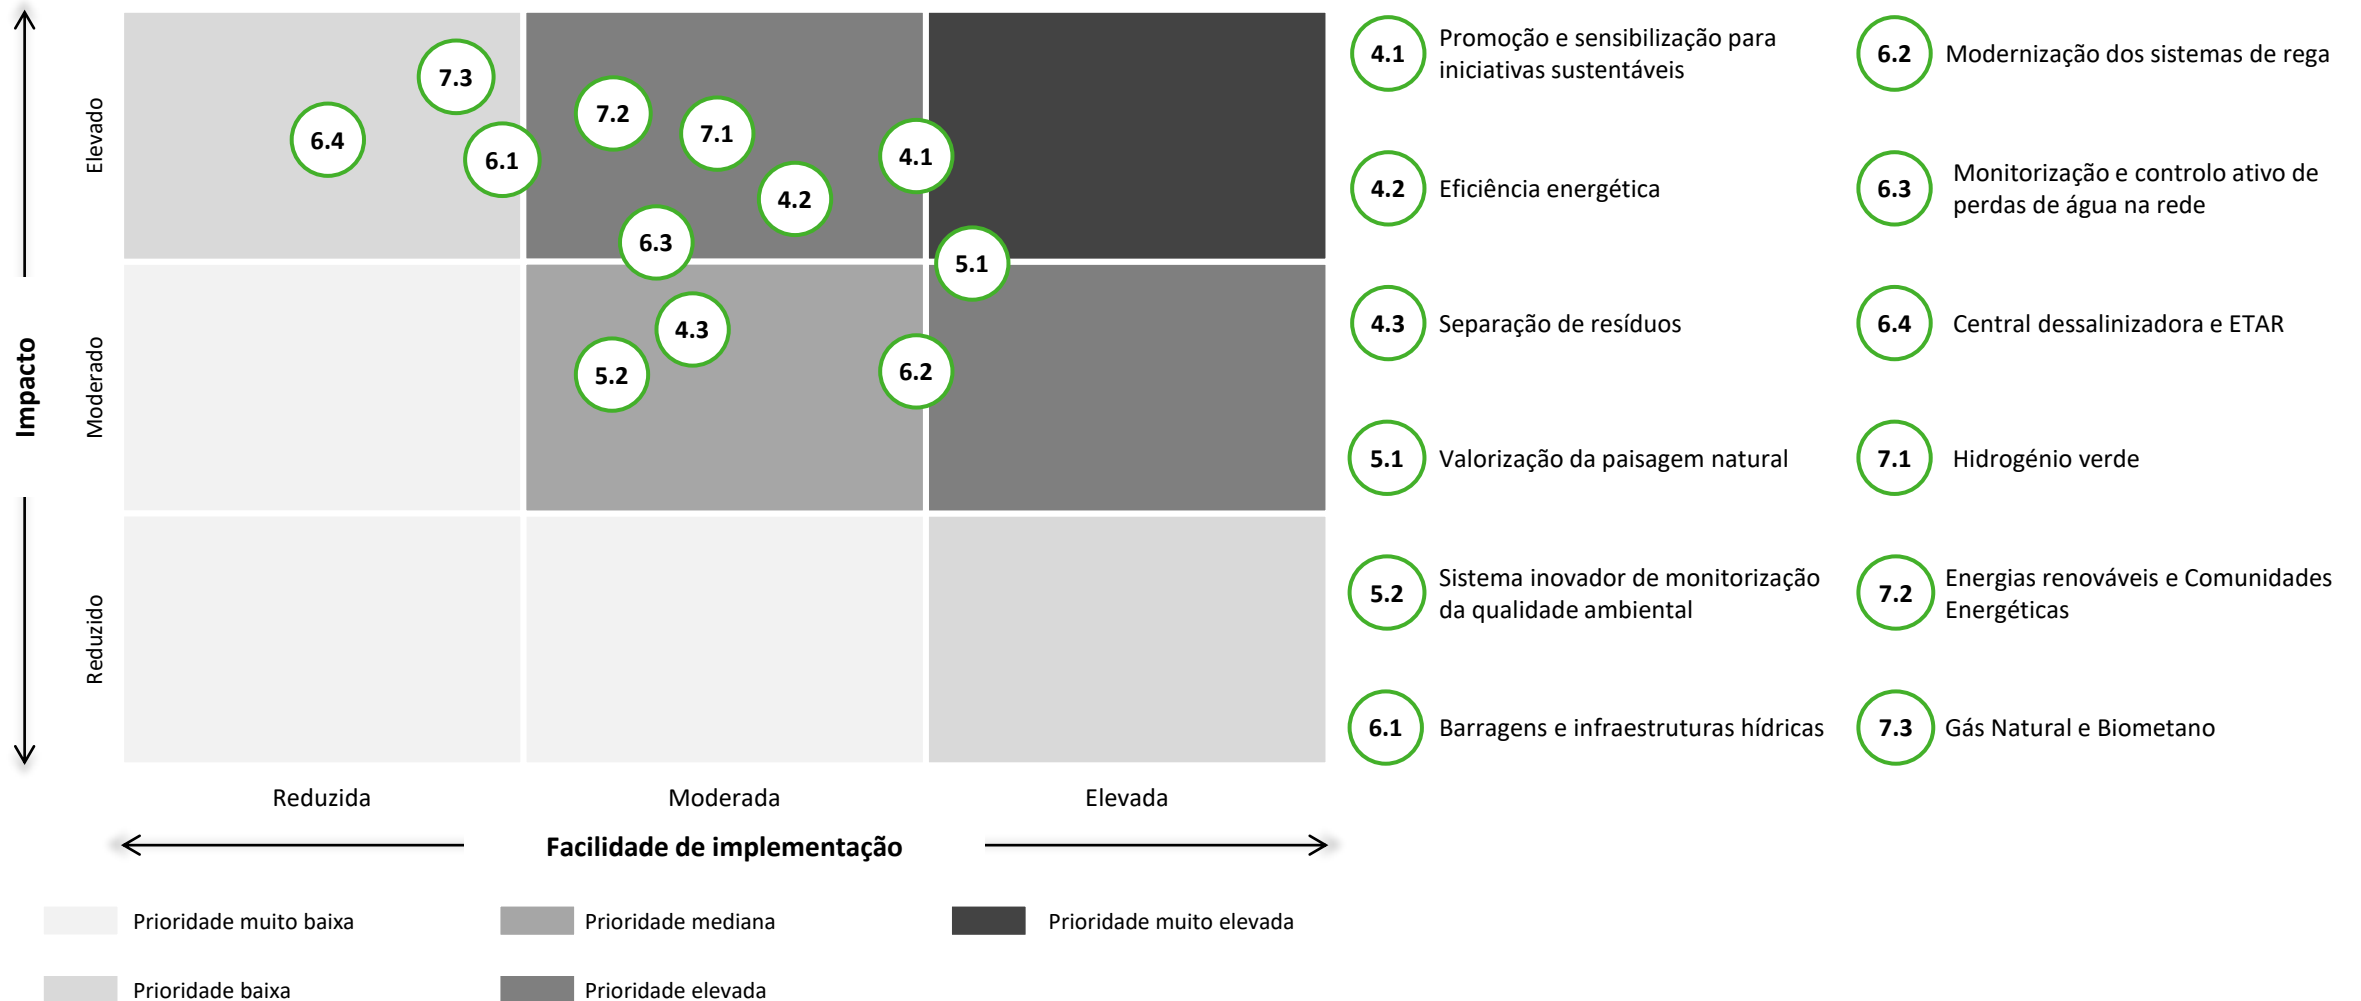 Impacto
Elevado
Moderado
Reduzido
7.3
6.4
6.1
7.2
7.1
4.1
4.2
6.3
5.1
4.3
5.2
6.2
Reduzida
Moderada
Elevada
Facilidade de implementação
Prioridade muito baixa
Prioridade mediana
Prioridade muito elevada
Prioridade baixa
Prioridade elevada
4.1
Promoção e sensibilização para
iniciativas sustentáveis
4.2
Eficiência energética
4.3
Separação de resíduos
5.1
Valorização da paisagem natural
5.2
Sistema inovador de monitorização
da qualidade ambiental
6.1
Barragens e infraestruturas hídricas
6.2
Modernização dos sistemas de rega
6.3
Monitorização e controlo ativo de
perdas de água na rede
6.4
Central dessalinizadora e ETAR
7.1
Hidrogénio verde
7.2
Energias renováveis e Comunidades
Energéticas
7.3
Gás Natural e Biometano